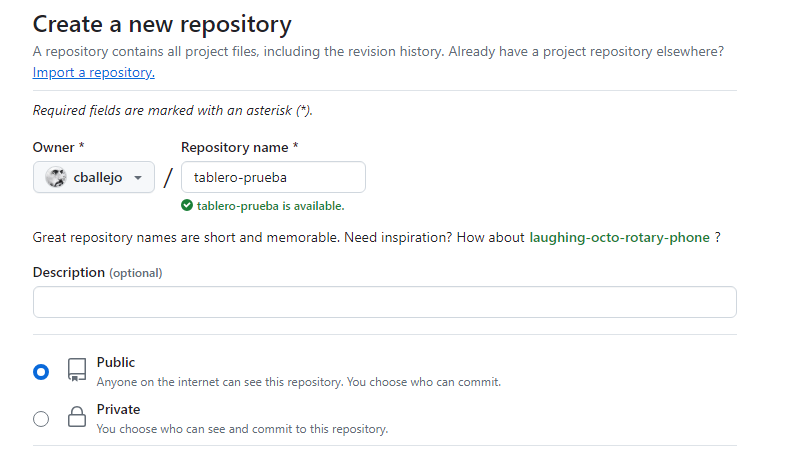 Create a new repository
A repository contains all project files, including the revision history. Already have a project repository elsewhere?
Import a repository.
Required fields are marked with an asterisk (*).
Owner * Repository name *
cballejo / tablero-prueba
tablero-prueba is available.
Great repository names are short and memorable. Need inspiration? How about laughing-octo-rotary-phone ?
Description (optional)
Public
Anyone on the internet can see this repository. You choose who can commit.
Private
You choose who can see and commit to this repository.